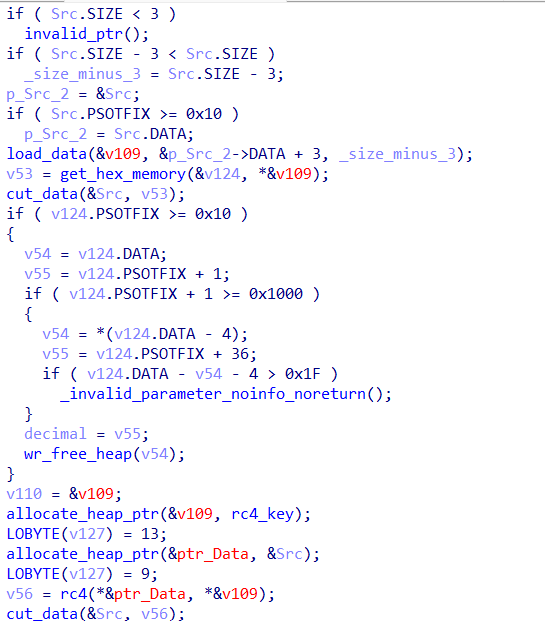 if ( Src.SIZE < 3 )
invalid_ptr();
if ( Src.SIZE - 3 < Src.SIZE )
_size_minus_3 = Src.SIZE - 3;
p_Src_2 = &Src;
if ( Src.PSOTFIX >= 0x10 )
p_Src_2 = Src.DATA;
load_data(&v109, &p_Src_2->DATA + 3, _size_minus_3);
v53 = get_hex_memory(&v124, *&v109);
cut_data(&Src, v53);
if ( v124.PSOTFIX >= 0x10 )
{
v54 = v124.DATA;
v55 = v124.PSOTFIX + 1;
if ( v124.PSOTFIX + 1 >= 0x1000 )
{
v54 = *(v124.DATA - 4);
v55 = v124.PSOTFIX + 36;
if ( v124.DATA - v54 - 4 > 0x1F )
_invalid_parameter_noinfo_noreturn();
}
decimal = v55;
wr_free_heap(v54);
}
v110 = &v109;
allocate_heap_ptr(&v109, rc4_key);
LOBYTE(v127) = 13;
allocate_heap_ptr(&ptr_Data, &Src);
LOBYTE(v127) = 9;
v56 = rc4(*&ptr_Data, *&v109);
cut_data(&Src, v56);